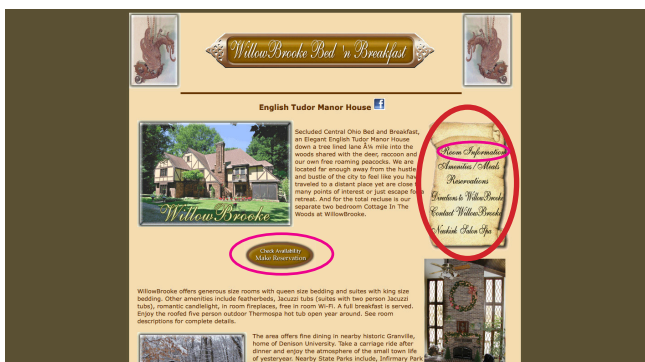 WillowBrooke Bed 'n Breakfast
English Tudor Manor House f
Secluded Central Ohio Bed and Breakfast,
an Elegant English Tudor Manor House
down a tree lined lane Â¼ mile into the
woods shared with the deer, raccoon and
our own free roaming peacocks. We are
located far enough away from the hustle
and bustle of the city to feel like you have
traveled to a distant place yet are close to
many points of interest or just escape for a
retreat. And for the total recluse is our
separate two bedroom Cottage In The
Woods at WillowBrooke.
Willow Brooke
Room Information
Amenities / Meals
Reservations
Directions to WillowBrooke
Contact WillowBrooke
Newkirk Salon Spa
Check Availability
Make Reservation
WillowBrooke offers generous size rooms with queen size bedding and suites with king size
bedding. Other amenities include featherbeds, Jacuzzi tubs (suites with two person Jacuzzi
tubs), romantic candlelight, in room fireplaces, free in room Wi-Fi. A full breakfast is served.
Enjoy the roofed five person outdoor Thermospa hot tub open year around. See room
descriptions for complete details.
The area offers fine dining in nearby historic Granville,
home of Denison University. Take a carriage ride after
dinner and enjoy the atmosphere of the small town life
of yesteryear. Nearby State Parks include, Infirmary Park